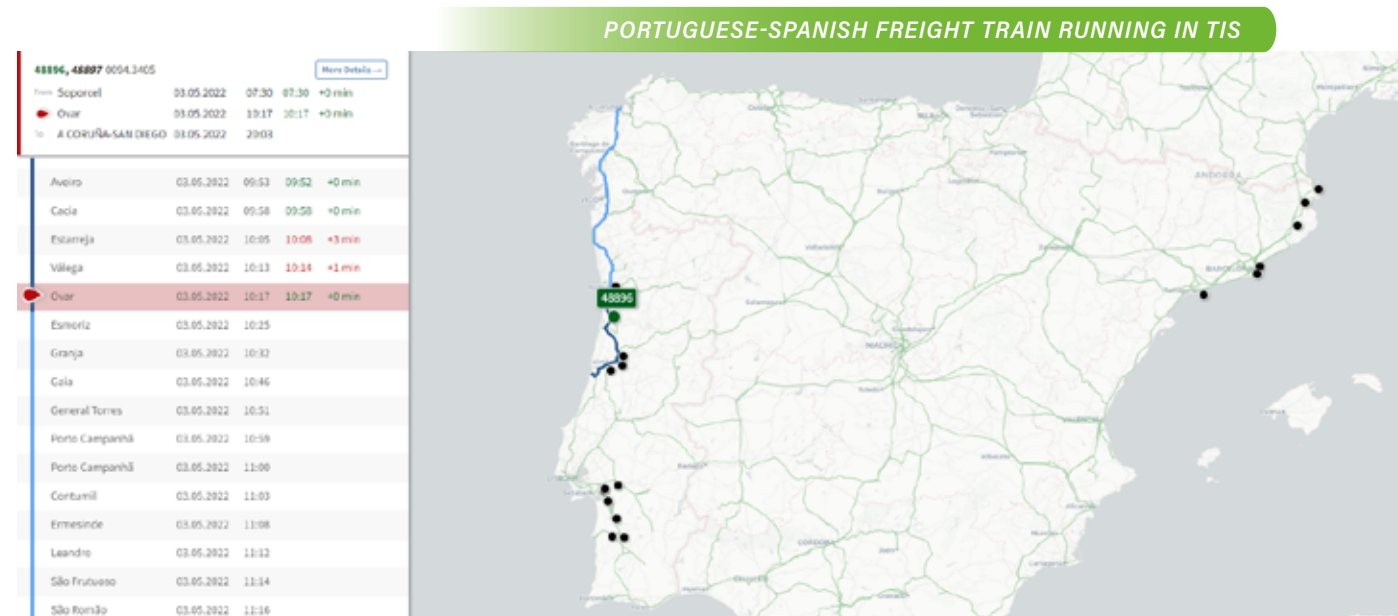 PORTUGUESE-SPANISH FREIGHT TRAIN RUNNING IN TIS
48896, 48897 0094.3405 More Details →
From Soporcel 03.05.2022 07:30 07:30 +0 min
Ovar 03.05.2022 10:17 10:17 +0 min
To A CORUÑA-SAN DIEGO 03.05.2022 20:03
Aveiro 03.05.2022 09:53 09:52 +0 min
Cacia 03.05.2022 09:58 09:58 +0 min
Estarreja 03.05.2022 10:05 10:08 +3 min
Válega 03.05.2022 10:13 10:14 +1 min
Ovar 03.05.2022 10:17 10:17 +0 min
Esmoriz 03.05.2022 10:25
Granja 03.05.2022 10:32
Gaia 03.05.2022 10:46
General Torres 03.05.2022 10:51
Porto Campanhã 03.05.2022 10:59
Porto Campanhã 03.05.2022 11:00
Contumil 03.05.2022 11:03
Ermesinde 03.05.2022 11:08
Leandro 03.05.2022 11:12
São Frutuoso 03.05.2022 11:14
São Romão 03.05.2022 11:16
ANDORRA
BARCELONA
48896
MADRID
VALENCIA
CORDOBA